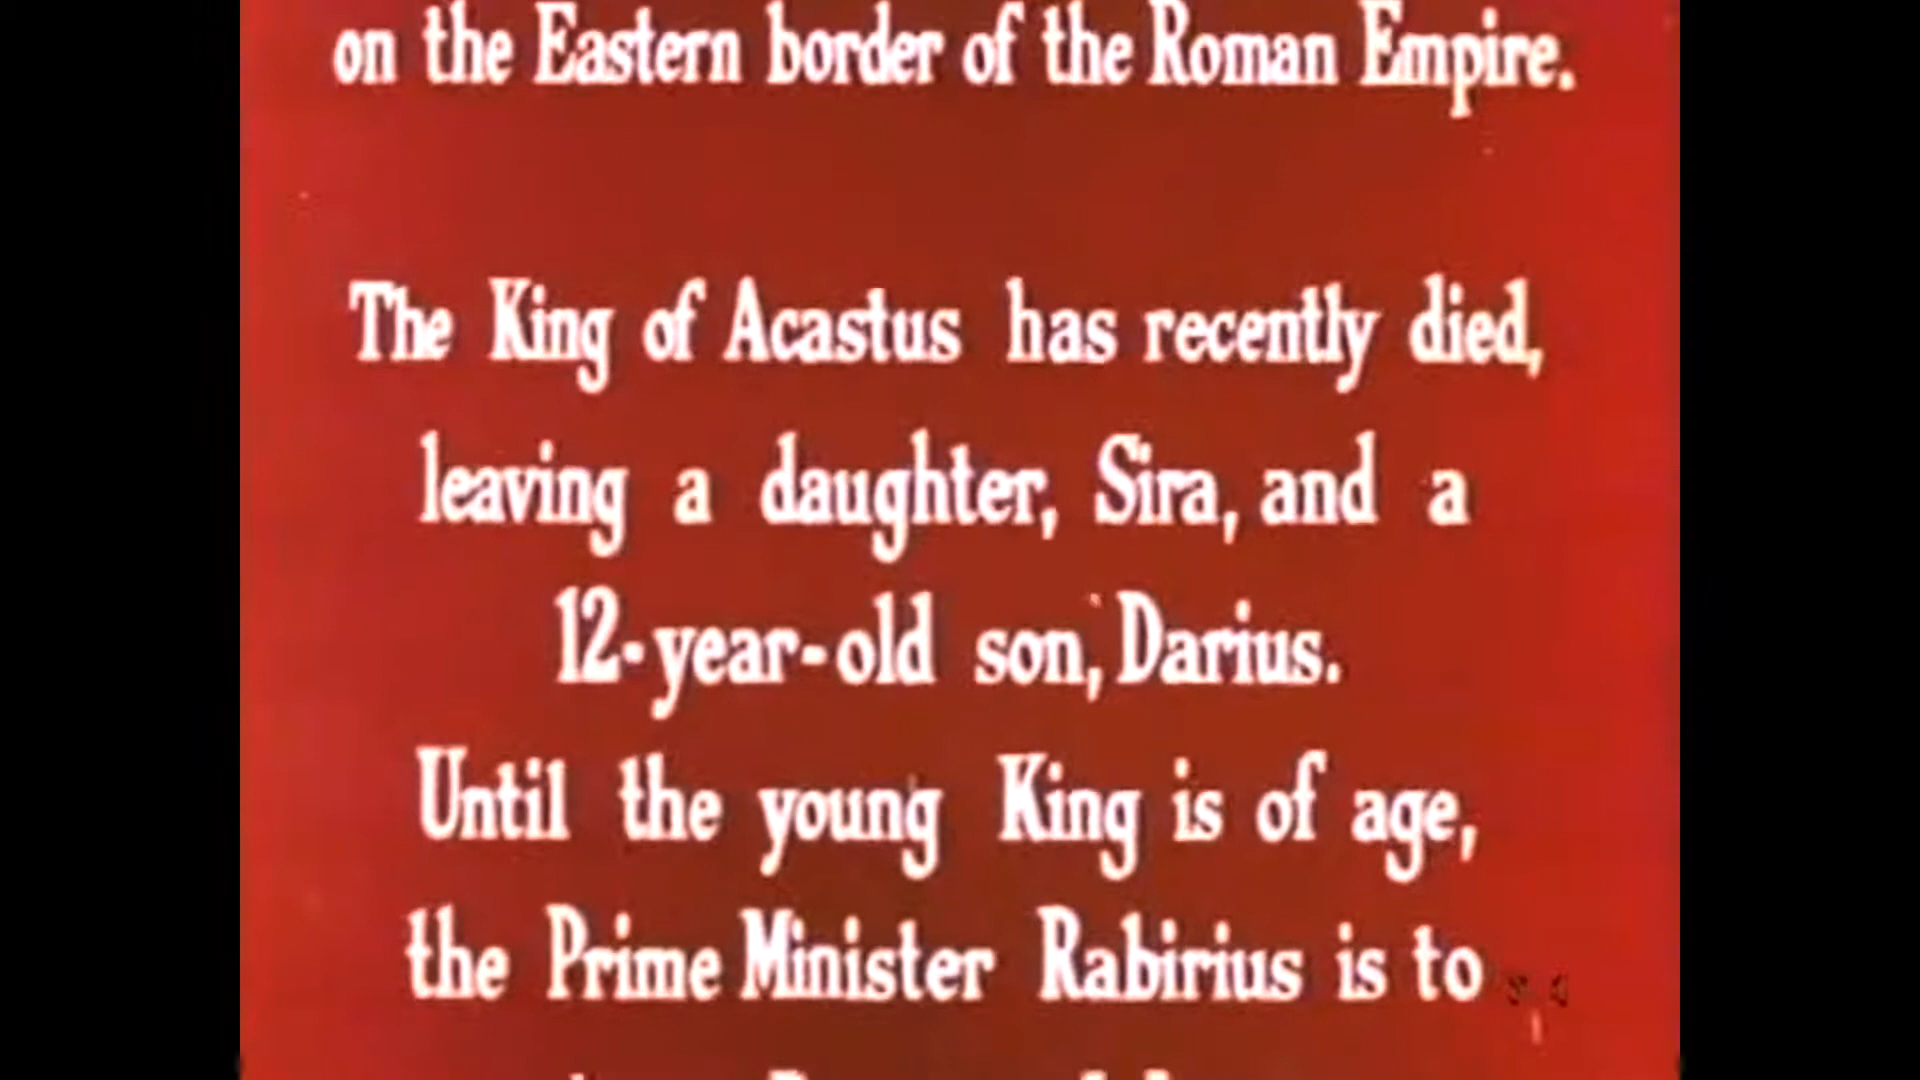 on the Eastern border of the Roman Empire.
The King of Acastus has recently died,
leaving a daughter, Sira, and a
12-year-old son, Darius.
Until the young King is of age,
the Prime Minister Rabirius is to